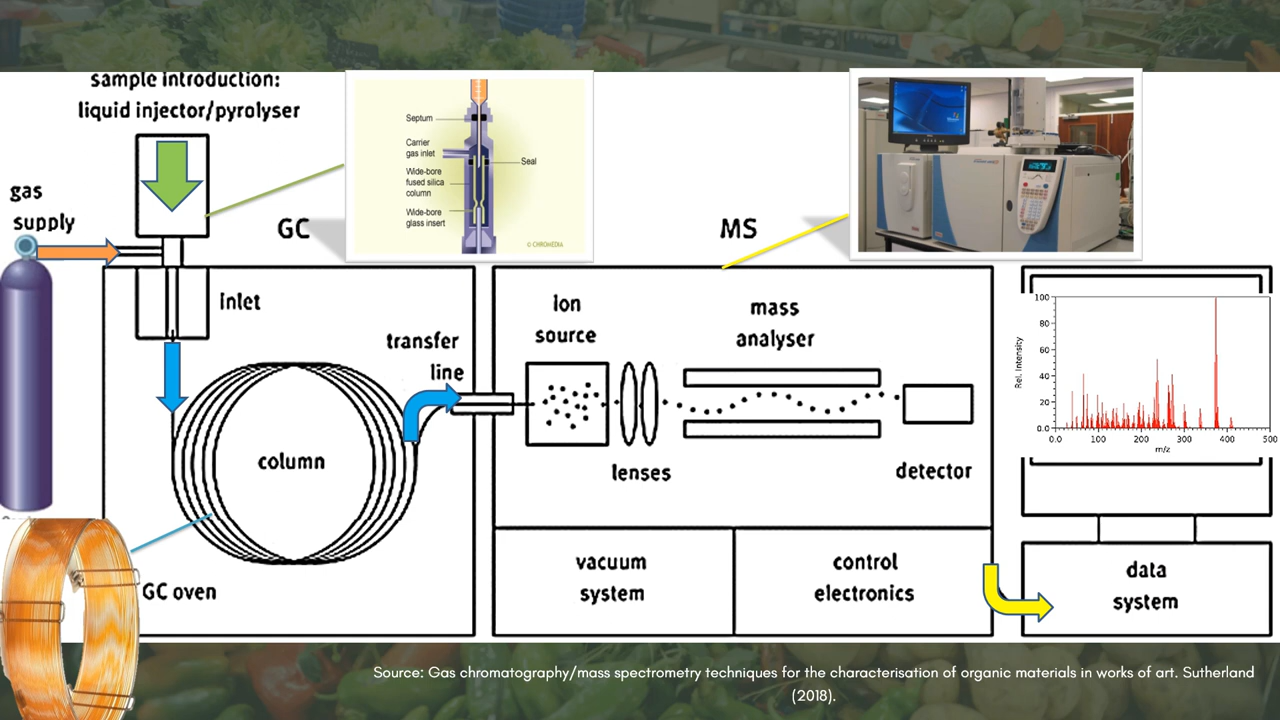 sample introduction:
liquid injector/pyrolyser
gas
supply
GC
inlet
transfer
line
column
GC oven
Septum
Carrier
gas inlet
Seal
Wide-bore
fused silica
column
Wide-bore
glass insert
© CHROMEDIA
MS
ion
source
mass
analyser
lenses
detector
vacuum
system
control
electronics
Rel. Intensity
100
80
60
40
20
0.0
0.0 100 200 300 400 500
m/z
data
system
Source: Gas chromatography/mass spectrometry techniques for the characterisation of organic materials in works of art. Sutherland
(2018).